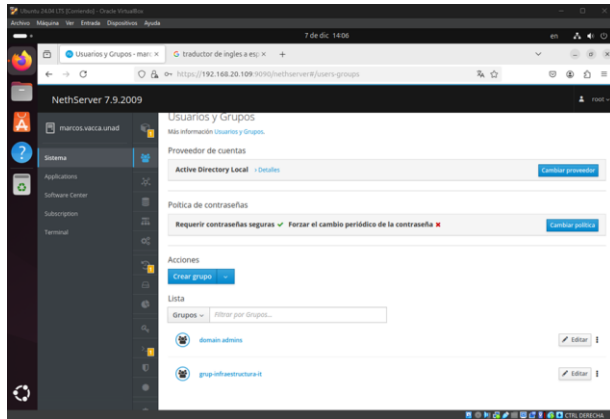 Ubuntu 24.04 LTS [Corriendo] - Oracle VirtualBox
Archivo Máquina Ver Entrada Dispositivos Ayuda
7 de dic 14:06
en
Usuarios y Grupos - marc
traductor de ingles a esp
https://192.168.20.109:9090/nethserver#/users-groups
NethServer 7.9.2009
root
marcos.vacca.unad
Sistema
Applications
Software Center
Subscription
Terminal
Usuarios y Grupos
Más información Usuarios y Grupos.
Proveedor de cuentas
Active Directory Local > Detalles
Cambiar proveedor
Poítica de contraseñas
Requerir contraseñas seguras ✔ Forzar el cambio periódico de la contraseña ✖
Cambiar política
Acciones
Crear grupo
Lista
Grupos Filtrar por Grupos...
domain admins
Editar
grup-infraestructura-it
Editar
CTRL DERECHA